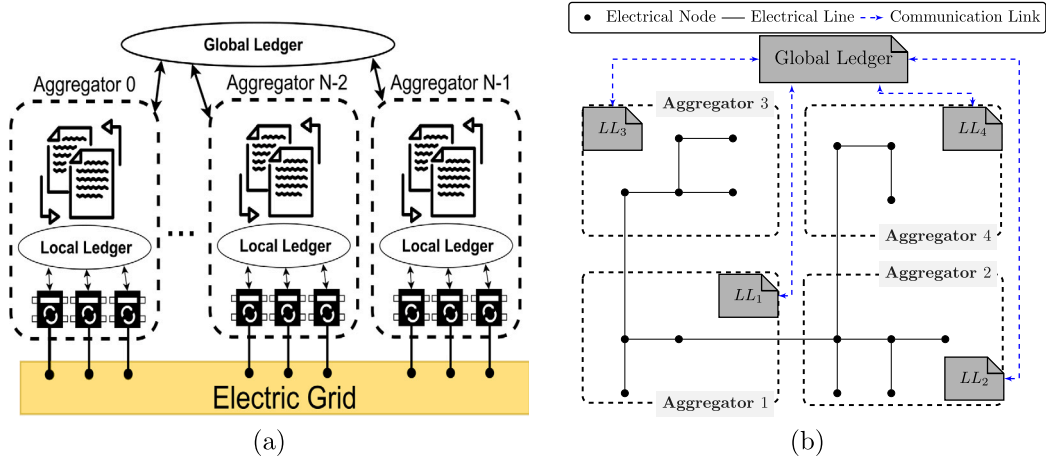 Global Ledger
Aggregator 0
Aggregator N-2
Aggregator N-1
Local Ledger
...
Local Ledger
Local Ledger
Electric Grid
(a)
Electrical Node Electrical Line Communication Link
Global Ledger
LL3
Aggregator 3
LL4
Aggregator 4
LL1
Aggregator 2
LL2
Aggregator 1
(b)